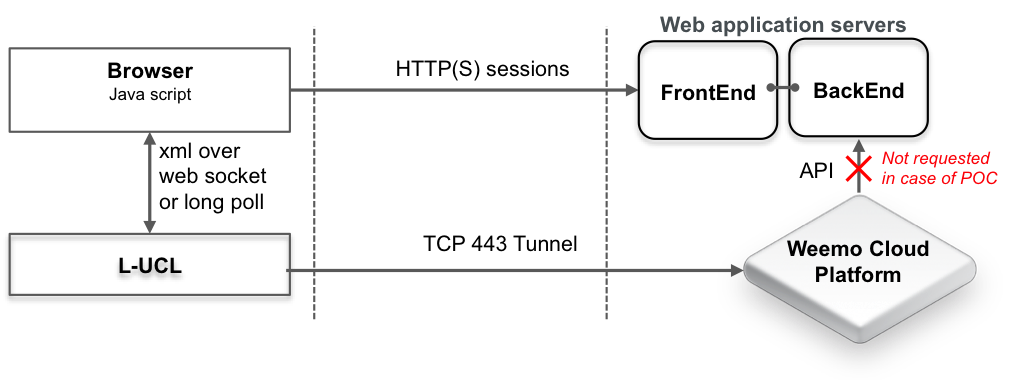 Web application servers
Browser
Java script
HTTP(S) sessions
FrontEnd
BackEnd
xml over
web socket
or long poll
API
Not requested
in case of POC
L-UCL
TCP 443 Tunnel
Weemo Cloud
Platform